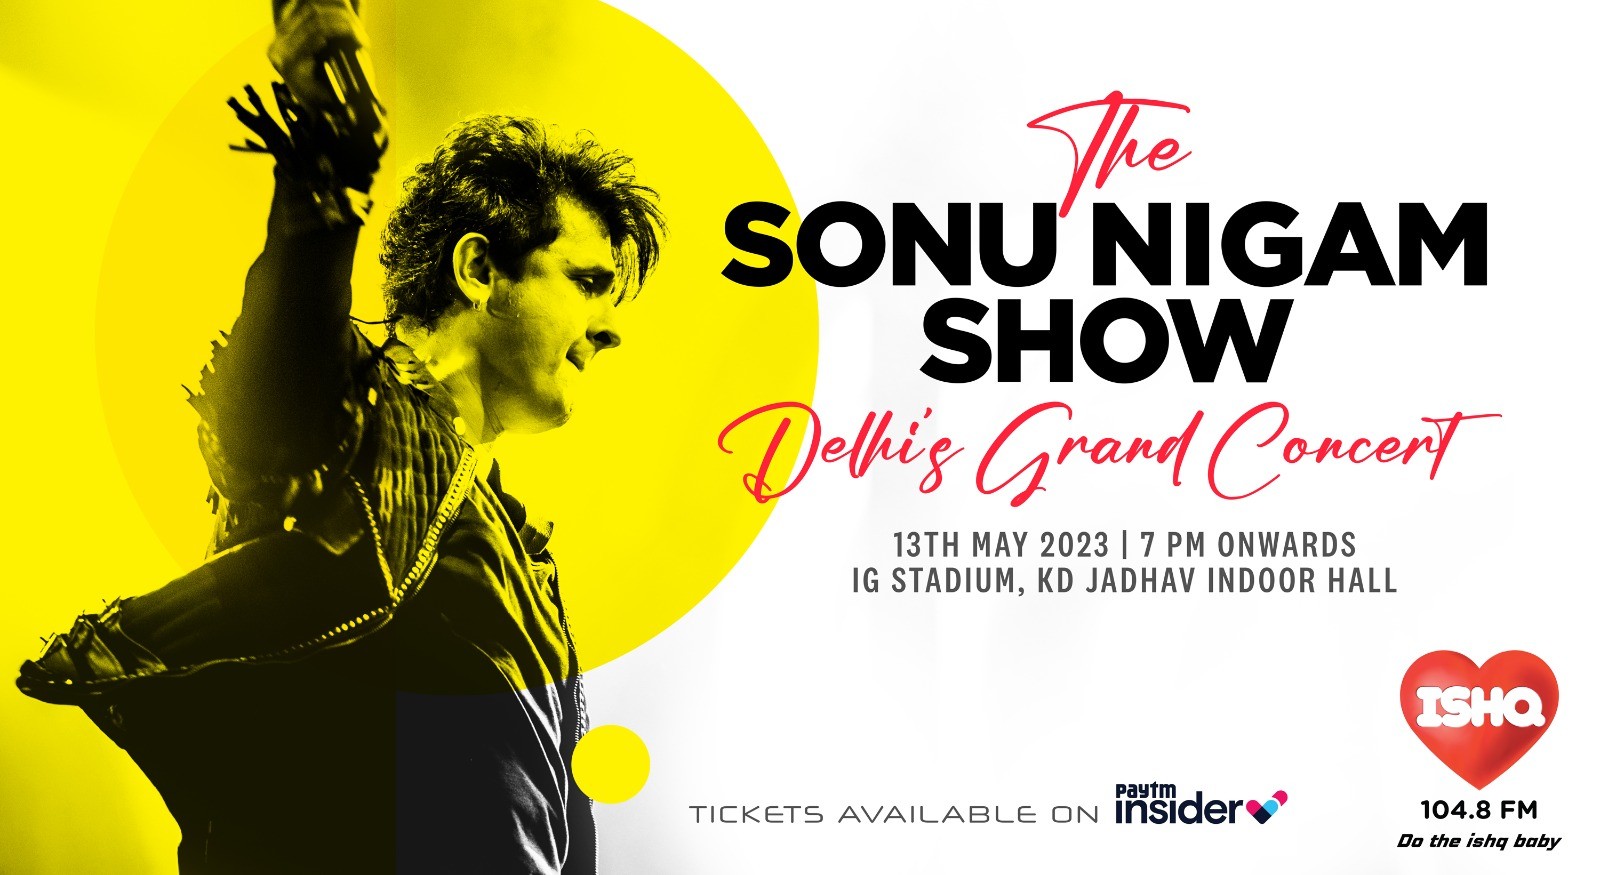 The
SONU NIGAM
SHOW
Delhi's Grand Concert
13TH MAY 2023 | 7 PM ONWARDS
IG STADIUM, KD JADHAV INDOOR HALL
ISHQ
104.8 FM
Do the ishq baby
TICKETS AVAILABLE ON
paytm
insider